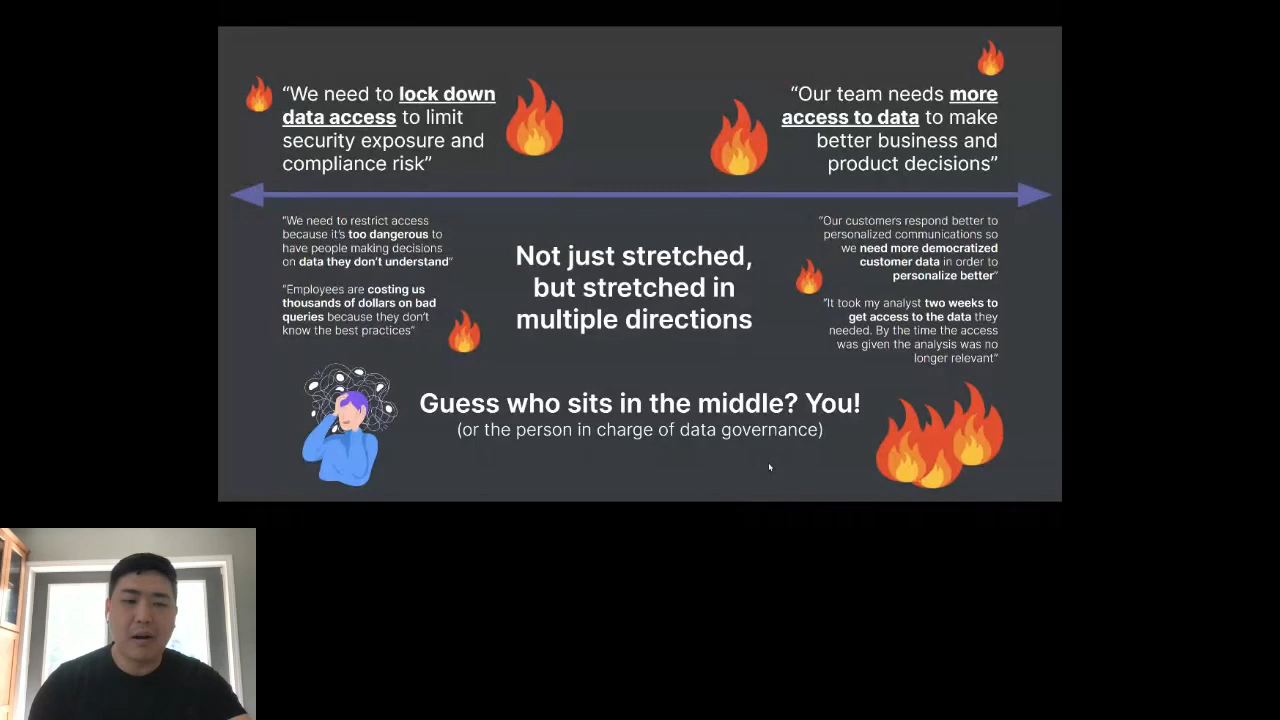 “We need to lock down
data access to limit
security exposure and
compliance risk”
“Our team needs more
access to data to make
better business and
product decisions”
“We need to restrict access
because it’s too dangerous to
have people making decisions
on data they don’t understand”
“Employees are costing us
thousands of dollars on bad
queries because they don’t
know the best practices”
Not just stretched,
but stretched in
multiple directions
“Our customers respond better to
personalized communications so
we need more democratized
customer data in order to
personalize better”
“It took my analyst two weeks to
get access to the data they
needed. By the time the access
was given the analysis was no
longer relevant”
Guess who sits in the middle? You!
(or the person in charge of data governance)